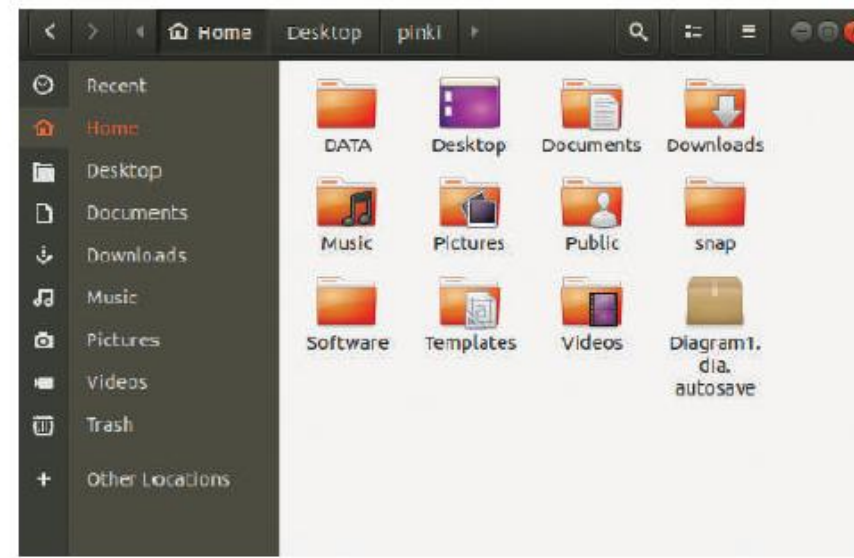 Home Desktop pinki
Recent
Home
Desktop
Documents
Downloads
Music
Pictures
Videos
Trash
Other Locations
DATA Desktop Documents Downloads
Music Pictures Public snap
Software Templates Videos Diagram1.
dia.
autosave